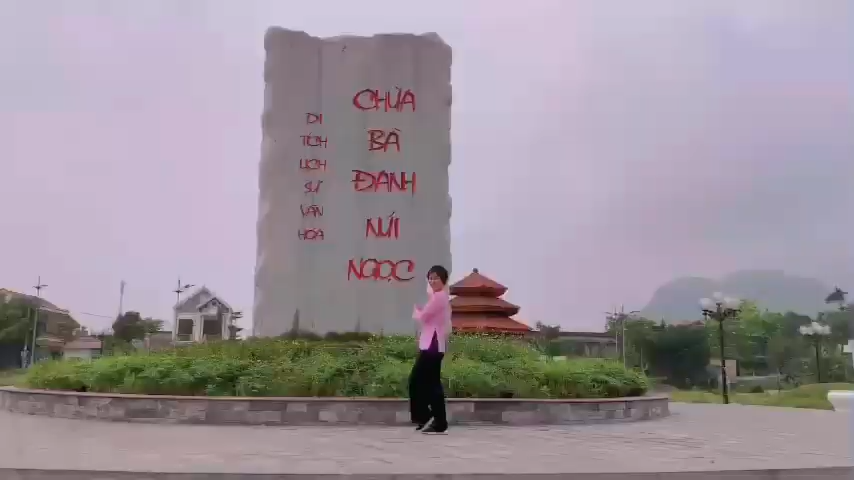 DI
TÍCH
LỊCH
SỬ
VĂN
HÓA
CHÙA
BÀ
ĐANH
NÚI
NGỌC